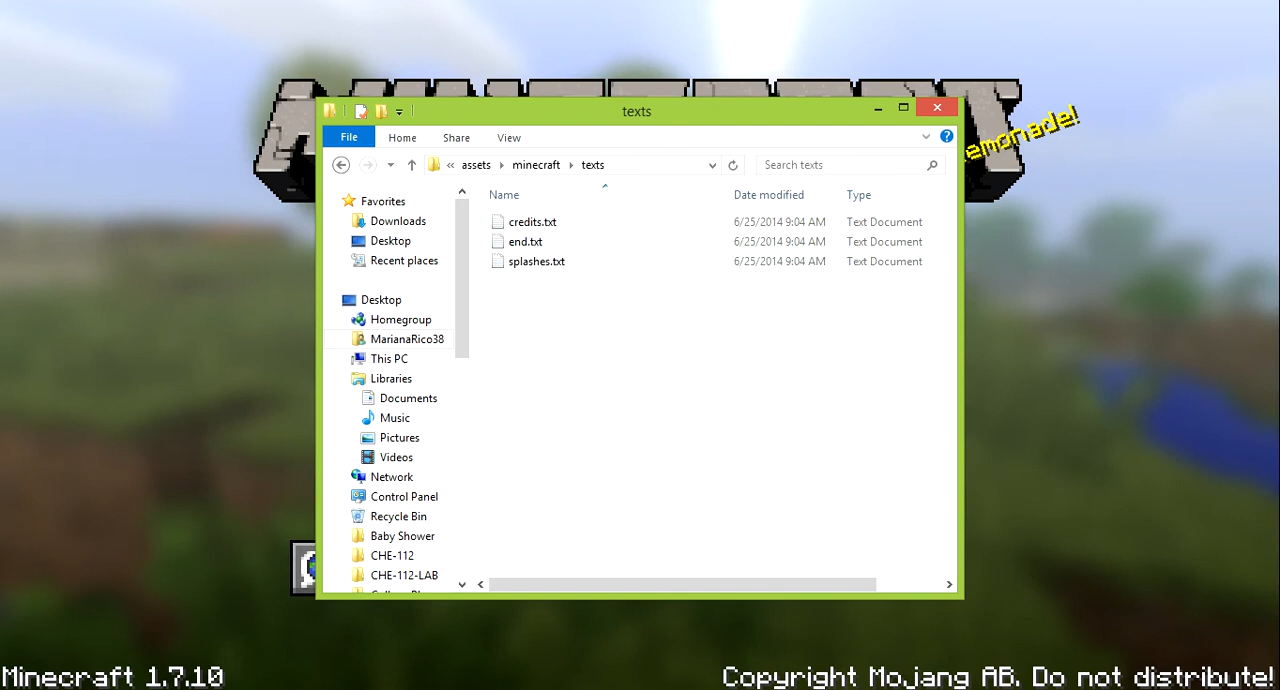 texts
File Home Share View
« assets minecraft texts
Search texts
Name Date modified Type
credits.txt 6/25/2014 9:04 AM Text Document
end.txt 6/25/2014 9:04 AM Text Document
splashes.txt 6/25/2014 9:04 AM Text Document
Favorites
Downloads
Desktop
Recent places
Desktop
Homegroup
MarianaRico38
This PC
Libraries
Documents
Music
Pictures
Videos
Network
Control Panel
Recycle Bin
Baby Shower
CHE-112
CHE-112-LAB
emonade!
Minecraft 1.7.10
Copyright Mojang AB. Do not distribute!